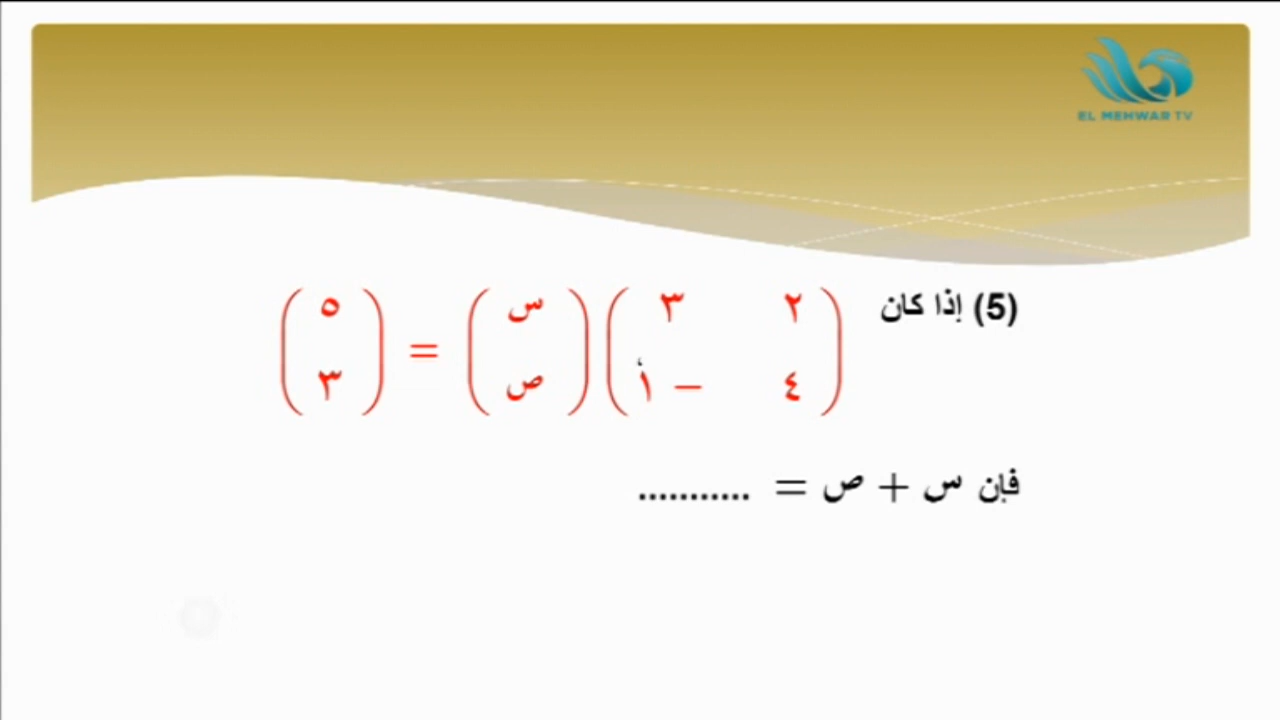 EL MEHWAR TV
(5) إذا كان
٢ ٣ س = ٥
٤ – ١ ص ٣
فإن س + ص = ...........